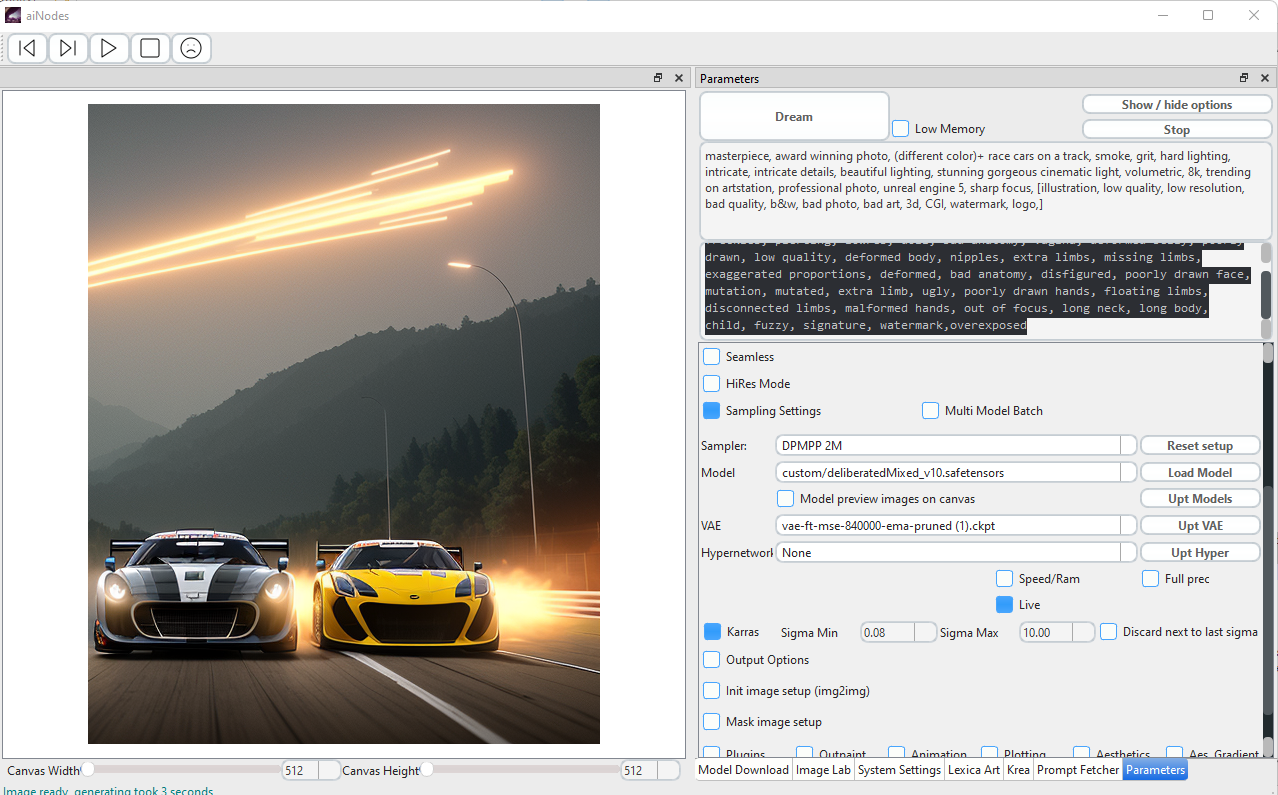 aiNodes
Parameters
Dream
Low Memory
Show / hide options
Stop
masterpiece, award winning photo, (different color)+ race cars on a track, smoke, grit, hard lighting,
intricate, intricate details, beautiful lighting, stunning gorgeous cinematic light, volumetric, 8k, trending
on artstation, professional photo, unreal engine 5, sharp focus, [illustration, low quality, low resolution,
bad quality, b&w, bad photo, bad art, 3d, CGI, watermark, logo,]
drawn, low quality, deformed body, nipples, extra limbs, missing limbs,
exaggerated proportions, deformed, bad anatomy, disfigured, poorly drawn face,
mutation, mutated, extra limb, ugly, poorly drawn hands, floating limbs,
disconnected limbs, malformed hands, out of focus, long neck, long body,
child, fuzzy, signature, watermark,overexposed
Seamless
HiRes Mode
Sampling Settings Multi Model Batch
Sampler: DPMPP 2M Reset setup
Model custom/deliberatedMixed_v10.safetensors Load Model
Model preview images on canvas Upt Models
VAE vae-ft-mse-840000-ema-pruned (1).ckpt Upt VAE
Hypernetwork None Upt Hyper
Speed/Ram Full prec
Live
Karras Sigma Min 0.08 Sigma Max 10.00 Discard next to last sigma
Output Options
Init image setup (img2img)
Mask image setup
Plugins Outpaint Animation Plotting Aesthetics Aes. Gradient
Canvas Width 512 Canvas Height 512
Model Download Image Lab System Settings Lexica Art Krea Prompt Fetcher Parameters
Image ready, generating took 3 seconds